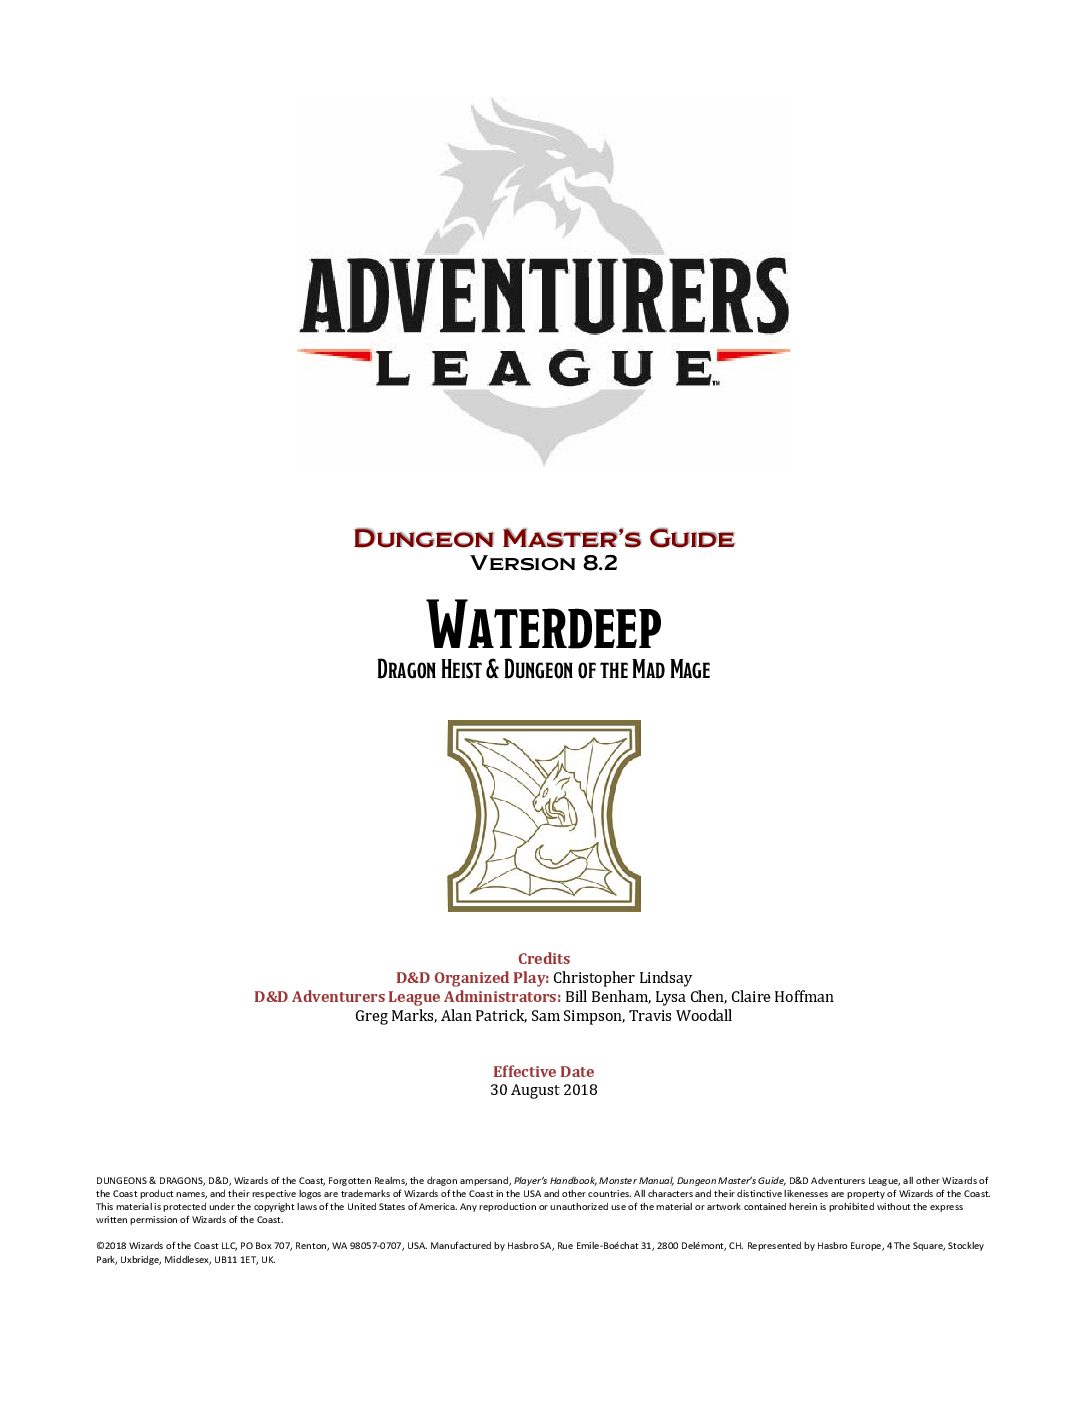 ADVENTURERS
LEAGUE™
Dungeon Master's Guide
Version 8.2
Waterdeep
Dragon Heist & Dungeon of the Mad Mage
Credits
D&D Organized Play: Christopher Lindsay
D&D Adventurers League Administrators: Bill Benham, Lysa Chen, Claire Hoffman
Greg Marks, Alan Patrick, Sam Simpson, Travis Woodall
Effective Date
30 August 2018
DUNGEONS & DRAGONS, D&D, Wizards of the Coast, Forgotten Realms, the dragon ampersand, Player's Handbook, Monster Manual, Dungeon Master's Guide, D&D Adventurers League, all other Wizards of
the Coast product names, and their respective logos are trademarks of Wizards of the Coast in the USA and other countries. All characters and their distinctive likenesses are property of Wizards of the Coast.
This material is protected under the copyright laws of the United States of America. Any reproduction or unauthorized use of the material or artwork contained herein is prohibited without the express
written permission of Wizards of the Coast.
©2018 Wizards of the Coast LLC, PO Box 707, Renton, WA 98057-0707, USA. Manufactured by Hasbro SA, Rue Emile-Boéchat 31, 2800 Delémont, CH. Represented by Hasbro Europe, 4 The Square, Stockley
Park, Uxbridge, Middlesex, UB11 1ET, UK.